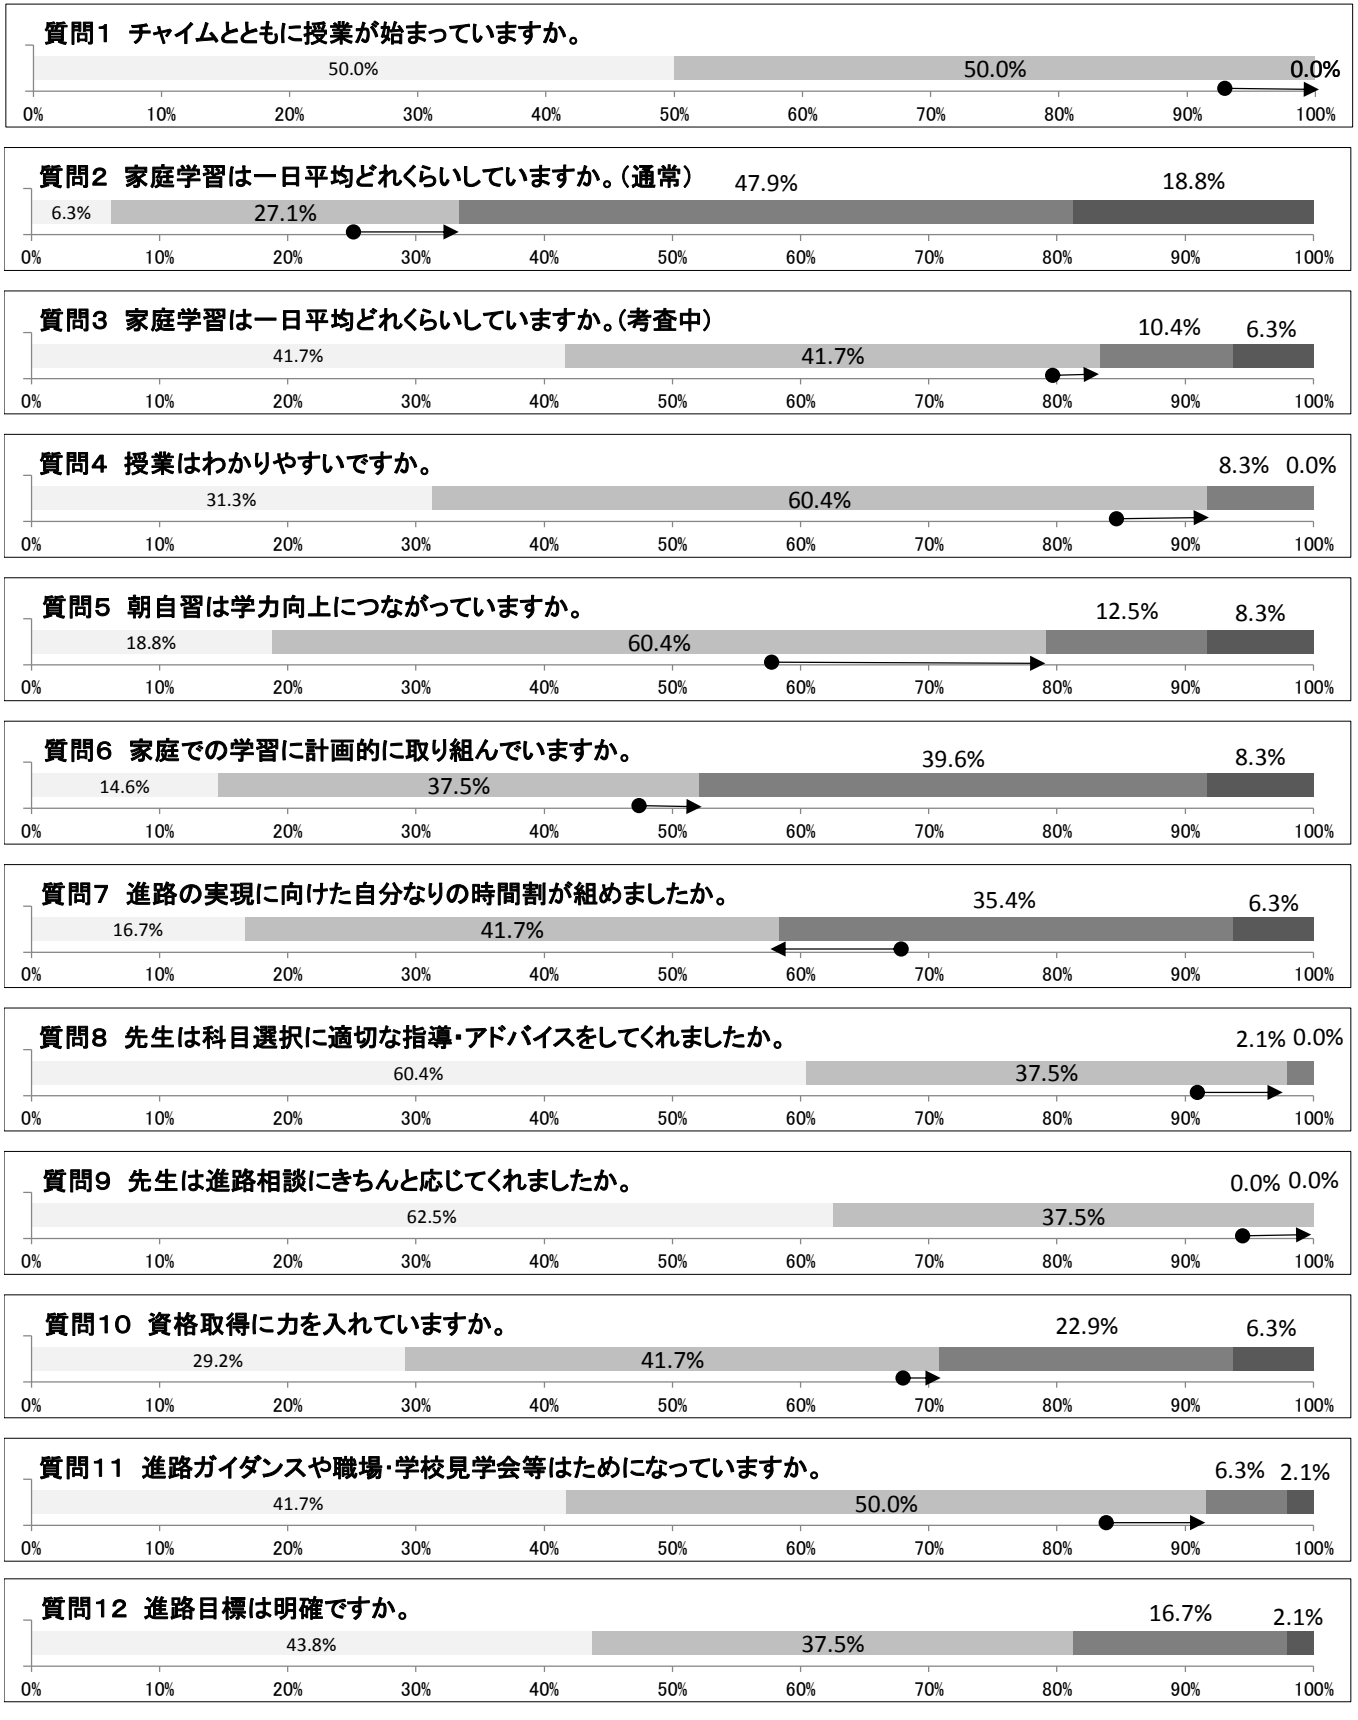 質問1 チャイムとともに授業が始まっていますか。
50.0% 50.0% 0.0%
0% 10% 20% 30% 40% 50% 60% 70% 80% 90% 100%
質問2 家庭学習は一日平均どれくらいしていますか。(通常) 47.9% 18.8%
6.3% 27.1%
0% 10% 20% 30% 40% 50% 60% 70% 80% 90% 100%
質問3 家庭学習は一日平均どれくらいしていますか。(考査中) 10.4% 6.3%
41.7% 41.7%
0% 10% 20% 30% 40% 50% 60% 70% 80% 90% 100%
質問4 授業はわかりやすいですか。 8.3% 0.0%
31.3% 60.4%
0% 10% 20% 30% 40% 50% 60% 70% 80% 90% 100%
質問5 朝自習は学力向上につながっていますか。 12.5% 8.3%
18.8% 60.4%
0% 10% 20% 30% 40% 50% 60% 70% 80% 90% 100%
質問6 家庭での学習に計画的に取り組んでいますか。 39.6% 8.3%
14.6% 37.5%
0% 10% 20% 30% 40% 50% 60% 70% 80% 90% 100%
質問7 進路の実現に向けた自分なりの時間割が組めましたか。 35.4% 6.3%
16.7% 41.7%
0% 10% 20% 30% 40% 50% 60% 70% 80% 90% 100%
質問8 先生は科目選択に適切な指導・アドバイスをしてくれましたか。 2.1% 0.0%
60.4% 37.5%
0% 10% 20% 30% 40% 50% 60% 70% 80% 90% 100%
質問9 先生は進路相談にきちんと応じてくれましたか。 0.0% 0.0%
62.5% 37.5%
0% 10% 20% 30% 40% 50% 60% 70% 80% 90% 100%
質問10 資格取得に力を入れていますか。 22.9% 6.3%
29.2% 41.7%
0% 10% 20% 30% 40% 50% 60% 70% 80% 90% 100%
質問11 進路ガイダンスや職場・学校見学会等はためになっていますか。 6.3% 2.1%
41.7% 50.0%
0% 10% 20% 30% 40% 50% 60% 70% 80% 90% 100%
質問12 進路目標は明確ですか。 16.7% 2.1%
43.8% 37.5%
0% 10% 20% 30% 40% 50% 60% 70% 80% 90% 100%